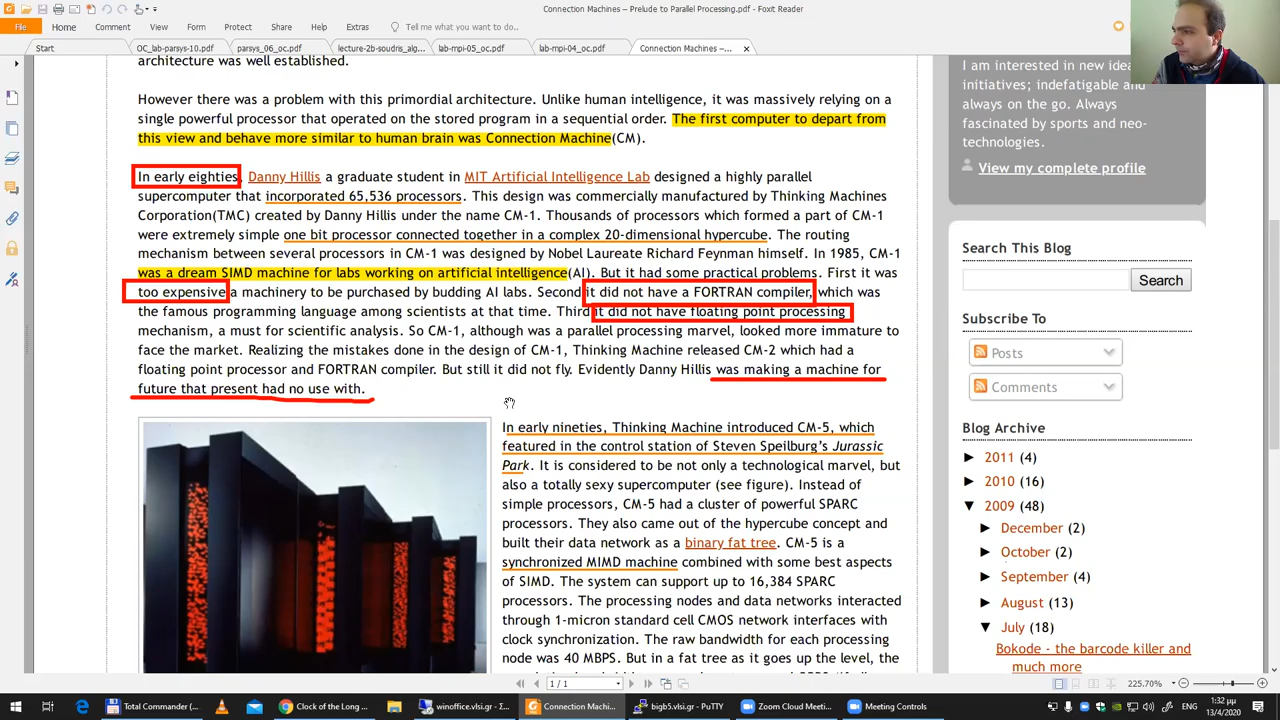 Connection Machines – Prelude to Parallel Processing.pdf - Foxit Reader
File Home Comment View Form Protect Share Help Extras Tell me what you want to do...
Start OC_lab-parsys-10.pdf parsys_06_oc.pdf lecture-2b-soudris_alg... lab-mpi-05_oc.pdf lab-mpi-04_oc.pdf Connection Machines –...
architecture was well established.
However there was a problem with this primordial architecture. Unlike human intelligence, it was massively relying on a
single powerful processor that operated on the stored program in a sequential order. The first computer to depart from
this view and behave more similar to human brain was Connection Machine(CM).
In early eighties, Danny Hillis a graduate student in MIT Artificial Intelligence Lab designed a highly parallel
supercomputer that incorporated 65,536 processors. This design was commercially manufactured by Thinking Machines
Corporation(TMC) created by Danny Hillis under the name CM-1. Thousands of processors which formed a part of CM-1
were extremely simple one bit processor connected together in a complex 20-dimensional hypercube. The routing
mechanism between several processors in CM-1 was designed by Nobel Laureate Richard Feynman himself. In 1985, CM-1
was a dream SIMD machine for labs working on artificial intelligence(AI). But it had some practical problems. First it was
too expensive a machinery to be purchased by budding AI labs. Second it did not have a FORTRAN compiler, which was
the famous programming language among scientists at that time. Third it did not have floating point processing
mechanism, a must for scientific analysis. So CM-1, although was a parallel processing marvel, looked more immature to
face the market. Realizing the mistakes done in the design of CM-1, Thinking Machine released CM-2 which had a
floating point processor and FORTRAN compiler. But still it did not fly. Evidently Danny Hillis was making a machine for
future that present had no use with.
In early nineties, Thinking Machine introduced CM-5, which
featured in the control station of Steven Speilburg's Jurassic
Park. It is considered to be not only a technological marvel, but
also a totally sexy supercomputer (see figure). Instead of
simple processors, CM-5 had a cluster of powerful SPARC
processors. They also came out of the hypercube concept and
built their data network as a binary fat tree. CM-5 is a
synchronized MIMD machine combined with some best aspects
of SIMD. The system can support up to 16,384 SPARC
processors. The processing nodes and data networks interacted
through 1-micron standard cell CMOS network interfaces with
clock synchronization. The raw bandwidth for each processing
node was 40 MBPS. But in a fat tree as it goes up the level, the
I am interested in new idea
initiatives; indefatigable and
always on the go. Always
fascinated by sports and neo-
technologies.
View my complete profile
Search This Blog
Search
Subscribe To
Posts
Comments
Blog Archive
► 2011 (4)
► 2010 (16)
▼ 2009 (48)
► December (2)
► October (2)
► September (4)
► August (13)
▼ July (18)
Bokode - the barcode killer and
much more
1 / 1
225.70%
Total Commander (... Clock of the Long ... winoffice.vlsi.gr - Σ... Connection Machin... bigb5.vlsi.gr - PuTTY Zoom Cloud Meetin... Meeting Controls
1:32 μμ
13/4/2020